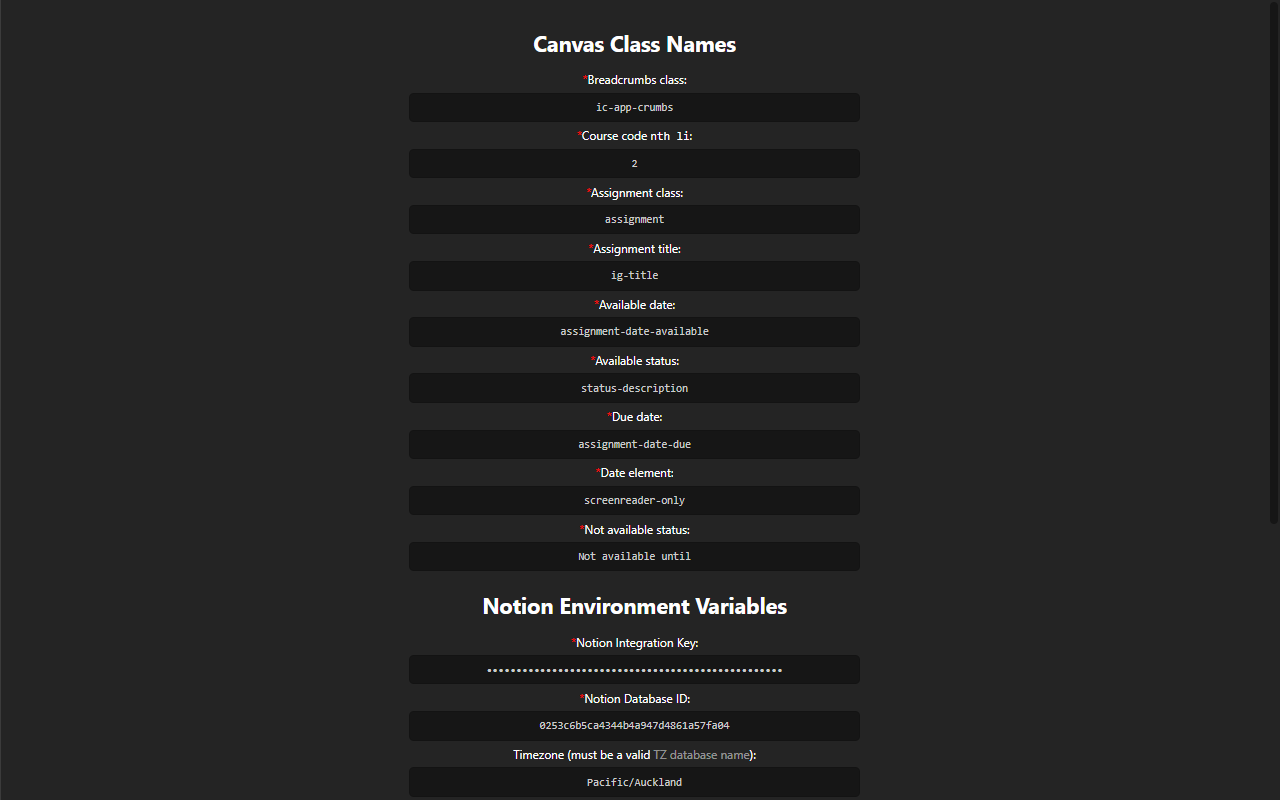 Canvas Class Names
*Breadcrumbs class:
ic-app-crumbs
*Course code nth li:
2
*Assignment class:
assignment
*Assignment title:
ig-title
*Available date:
assignment-date-available
*Available status:
status-description
*Due date:
assignment-date-due
*Date element:
screenreader-only
*Not available status:
Not available until
Notion Environment Variables
*Notion Integration Key:
••••••••••••••••••••••••••••••••••••••••••••••••••
*Notion Database ID:
0253c6b5ca4344b4a947d4861a57fa04
Timezone (must be a valid TZ database name):
Pacific/Auckland